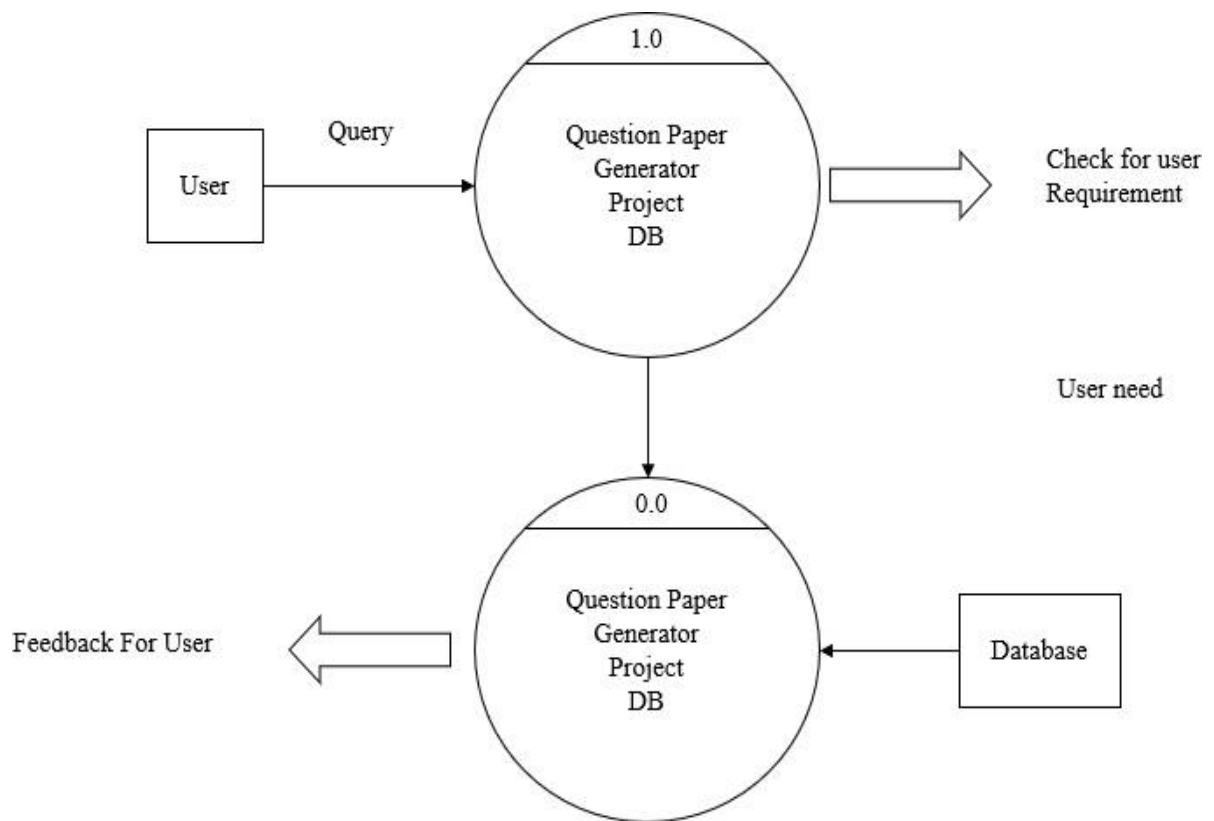 1.0
Query
User
Question Paper
Generator
Project
DB
Check for user
Requirement
User need
0.0
Question Paper
Generator
Project
DB
Feedback For User
Database